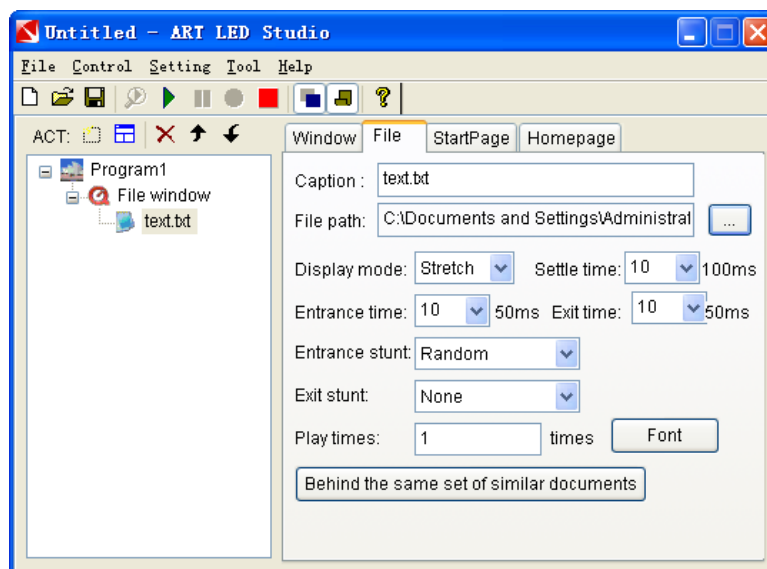 Untitled - ART LED Studio
File Control Setting Tool Help
ACT:
Program1
File window
text.txt
Window File StartPage Homepage
Caption : text.txt
File path: C:\Documents and Settings\Administrat ...
Display mode: Stretch Settle time: 10 100ms
Entrance time: 10 50ms Exit time: 10 50ms
Entrance stunt: Random
Exit stunt: None
Play times: 1 times Font
Behind the same set of similar documents